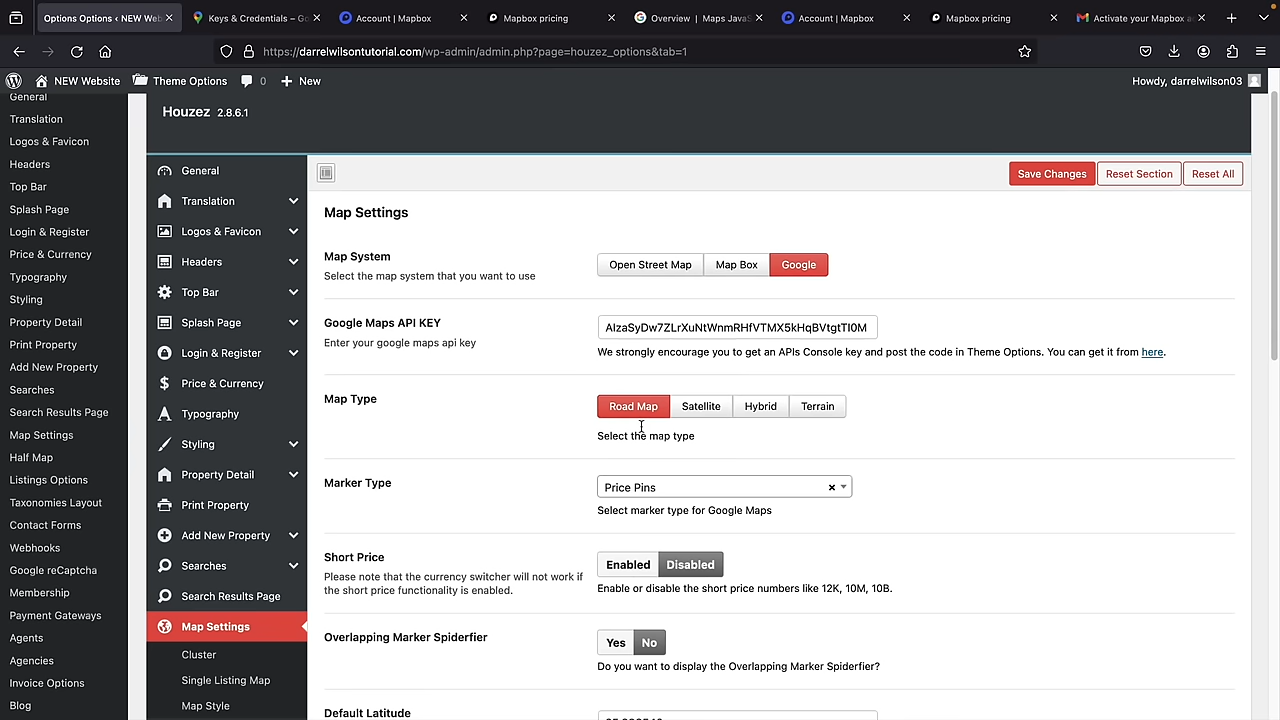 Options Options ‹ NEW Web
Keys & Credentials – Go
Account | Mapbox
Mapbox pricing
Overview | Maps JavaS
Account | Mapbox
Mapbox pricing
Activate your Mapbox a
https://darrelwilsontutorial.com/wp-admin/admin.php?page=houzez_options&tab=1
NEW Website
Theme Options
0
New
Howdy, darrelwilson03
General
Translation
Logos & Favicon
Headers
Top Bar
Splash Page
Login & Register
Price & Currency
Typography
Styling
Property Detail
Print Property
Add New Property
Searches
Search Results Page
Map Settings
Half Map
Listings Options
Taxonomies Layout
Contact Forms
Webhooks
Google reCaptcha
Membership
Payment Gateways
Agents
Agencies
Invoice Options
Blog
Houzez 2.8.6.1
General
Translation
Logos & Favicon
Headers
Top Bar
Splash Page
Login & Register
Price & Currency
Typography
Styling
Property Detail
Print Property
Add New Property
Searches
Search Results Page
Map Settings
Cluster
Single Listing Map
Map Style
Save Changes
Reset Section
Reset All
Map Settings
Map System
Select the map system that you want to use
Open Street Map
Map Box
Google
Google Maps API KEY
Enter your google maps api key
AIzaSyDw7ZLrXuNtWnmRHfVTMX5kHqBVtgtTI0M
We strongly encourage you to get an APIs Console key and post the code in Theme Options. You can get it from here.
Map Type
Road Map
Satellite
Hybrid
Terrain
Select the map type
Marker Type
Price Pins
Select marker type for Google Maps
Short Price
Please note that the currency switcher will not work if
the short price functionality is enabled.
Enabled
Disabled
Enable or disable the short price numbers like 12K, 10M, 10B.
Overlapping Marker Spiderfier
Yes
No
Do you want to display the Overlapping Marker Spiderfier?
Default Latitude